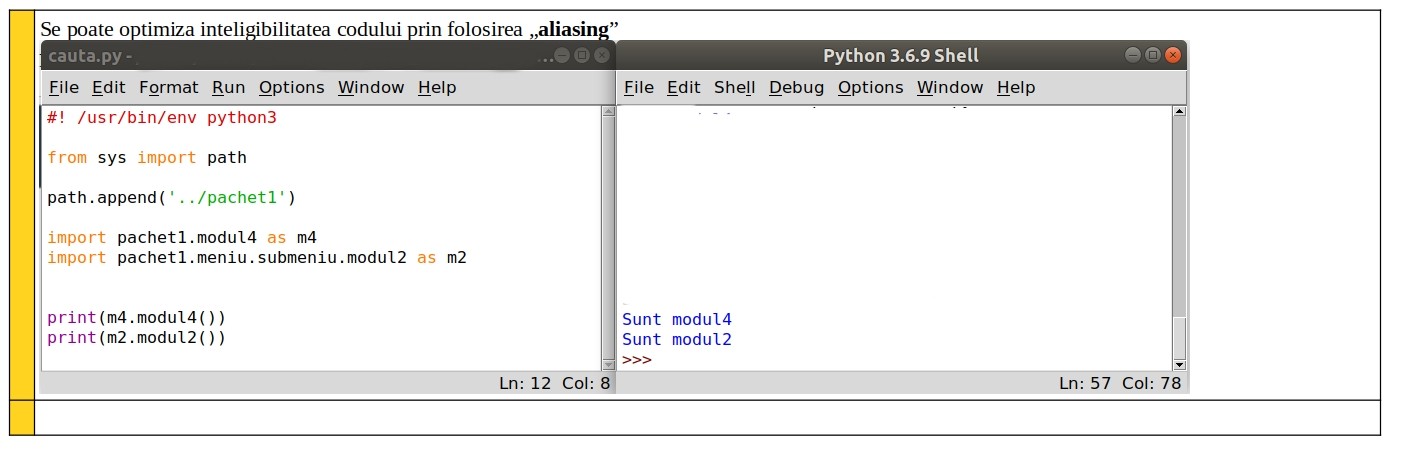 Se poate optimiza inteligibilitatea codului prin folosirea „aliasing”
cauta.py - ...
File Edit Format Run Options Window Help
#! /usr/bin/env python3
from sys import path
path.append('../pachet1')
import pachet1.modul4 as m4
import pachet1.meniu.submeniu.modul2 as m2
print(m4.modul4())
print(m2.modul2())
Ln: 12 Col: 8
Python 3.6.9 Shell
File Edit Shell Debug Options Window Help
Sunt modul4
Sunt modul2
>>>
Ln: 57 Col: 78